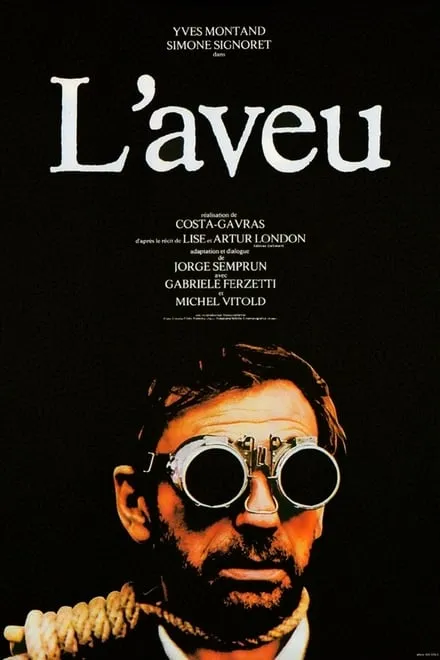 YVES MONTAND
SIMONE SIGNORET
dans
L'aveu
réalisation de
COSTA-GAVRAS
d'après le récit de LISE et ARTUR LONDON
adaptation et dialogue
de
JORGE SEMPRUN
avec
GABRIELE FERZETTI
et
MICHEL VITOLD